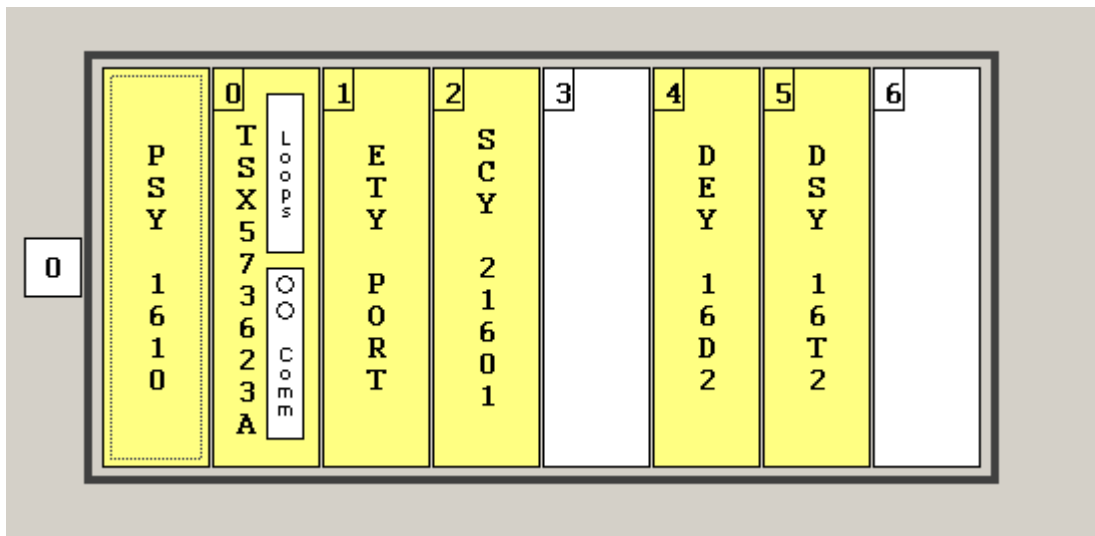 0
PSY 1610
0
TSX573623A
Loops
Comm
1
ETY PORT
2
SCY 21601
3
4
DEY 16D2
5
DSY 16T2
6